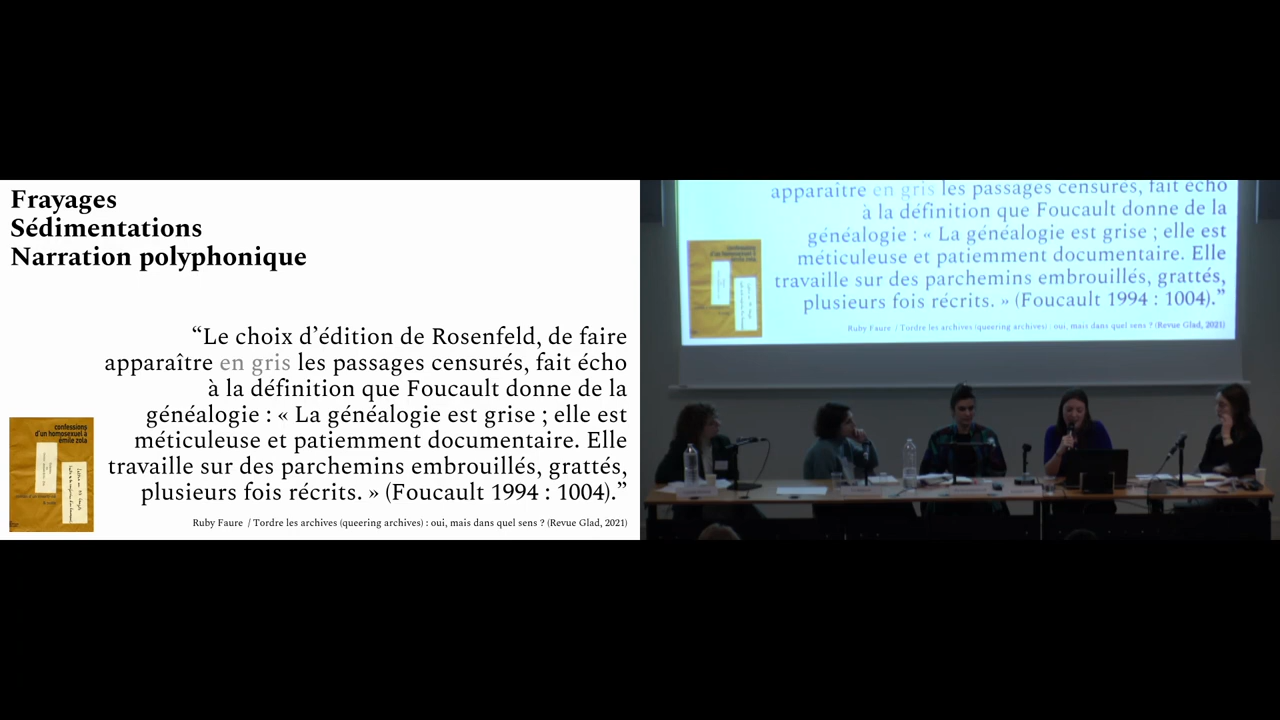 Frayages
Sédimentations
Narration polyphonique
“Le choix d’édition de Rosenfeld, de faire
apparaître en gris les passages censurés, fait écho
à la définition que Foucault donne de la
généalogie : « La généalogie est grise ; elle est
méticuleuse et patiemment documentaire. Elle
travaille sur des parchemins embrouillés, grattés,
plusieurs fois récrits. » (Foucault 1994 : 1004).”
Ruby Faure / Tordre les archives (queering archives) : oui, mais dans quel sens ? (Revue Glad, 2021)
confessions
d'un homosexuel à
émile zola
apparaître en gris les passages censurés, fait écho
à la définition que Foucault donne de la
généalogie : « La généalogie est grise ; elle est
méticuleuse et patiemment documentaire. Elle
travaille sur des parchemins embrouillés, grattés,
plusieurs fois récrits. » (Foucault 1994 : 1004).”
Ruby Faure / Tordre les archives (queering archives) : oui, mais dans quel sens ? (Revue Glad, 2021)
confessions
d'un homosexuel à
émile zola